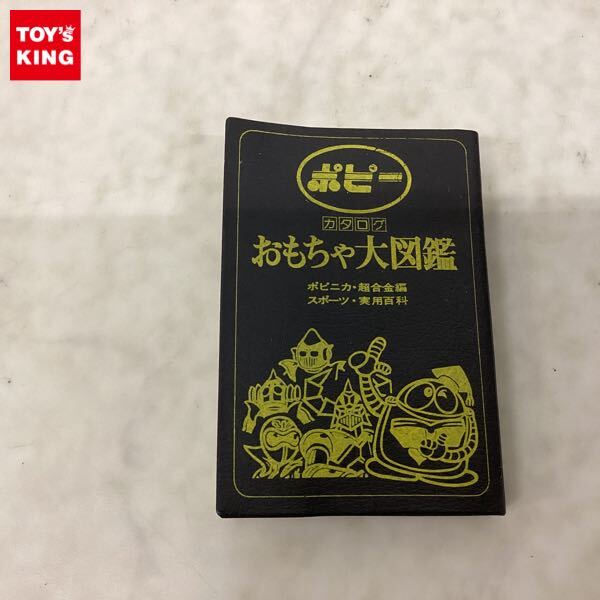 TOY'S
KING
ポピー
カタログ
おもちゃ大図鑑
ポピニカ・超合金編
スポーツ・実用百科